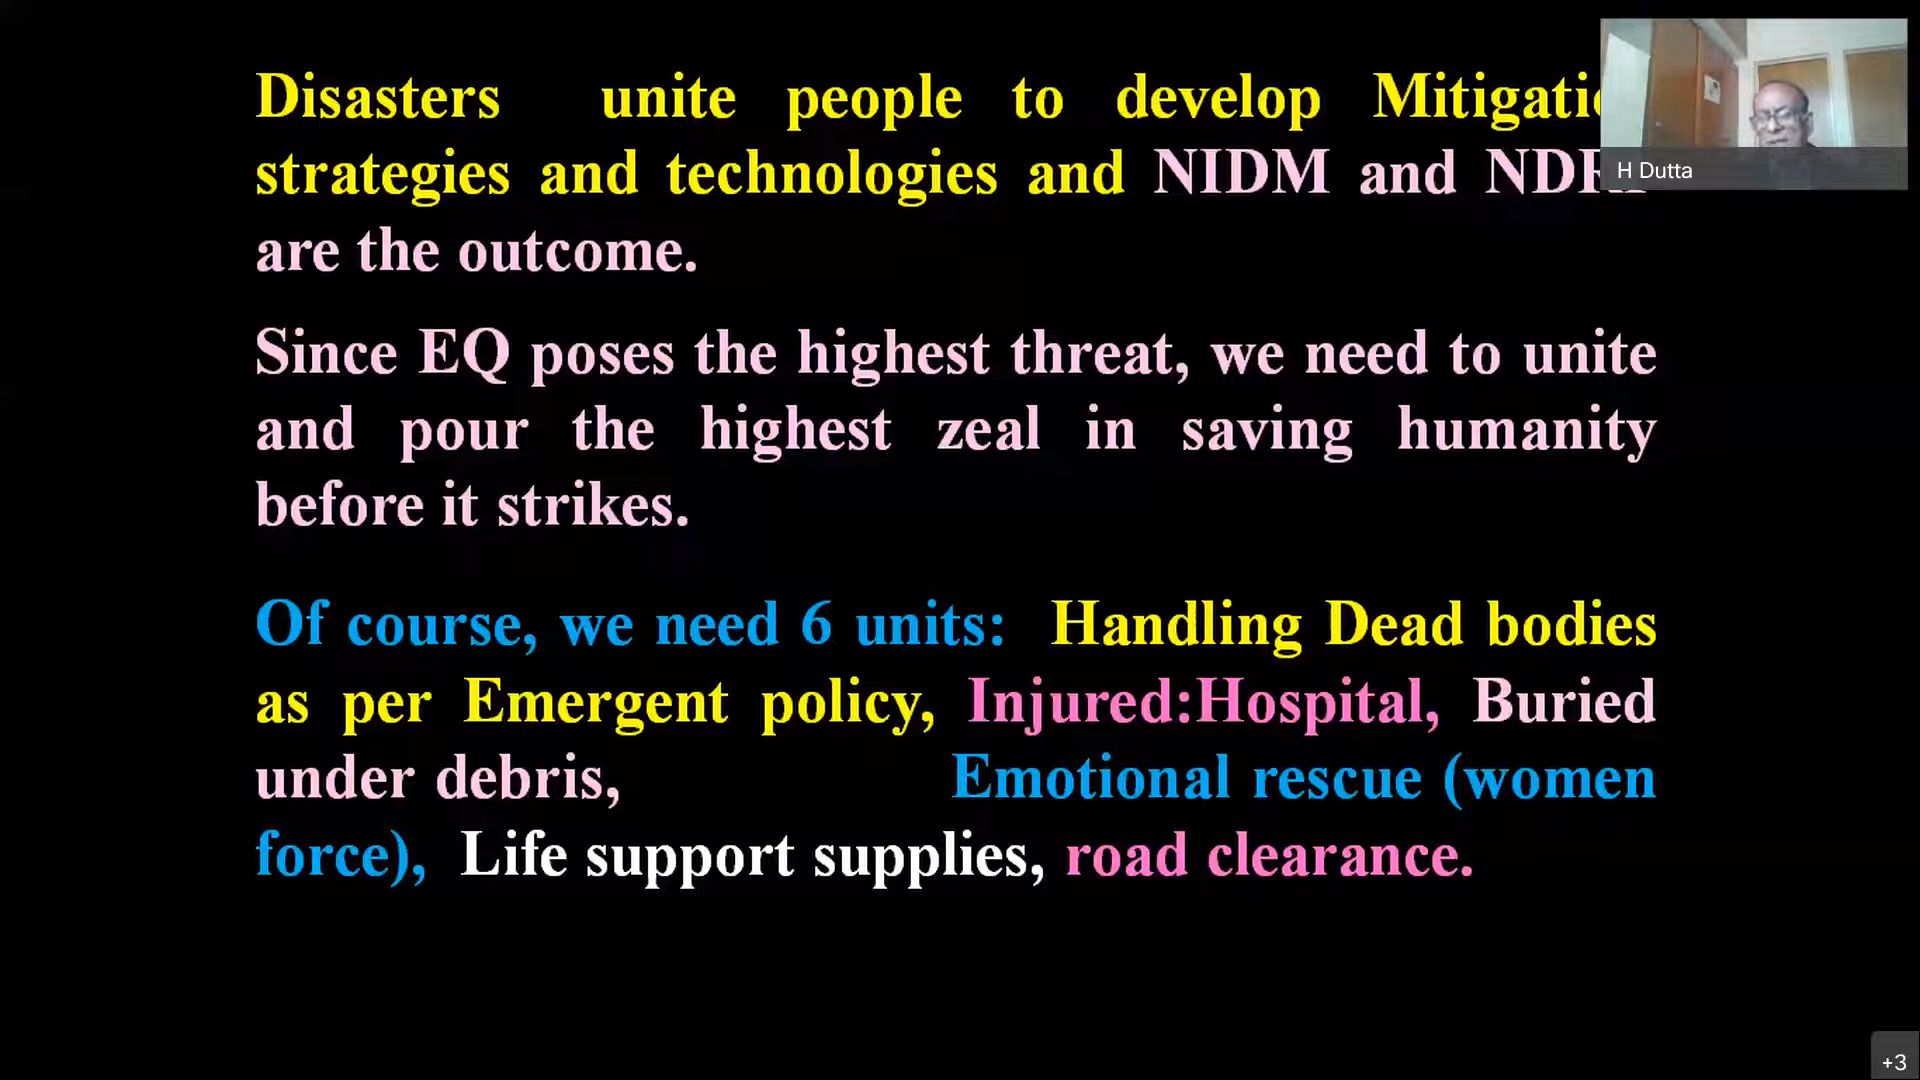 Disasters unite people to develop
strategies and technologies and NIDM and
are the outcome.
Since EQ poses the highest threat, we need to unite
and pour the highest zeal in saving humanity
before it strikes.
Of course, we need 6 units: Handling Dead bodies
as per Emergent policy, Injured:Hospital, Buried
under debris, Emotional rescue (women
force), Life support supplies, road clearance.
H Dutta
+3